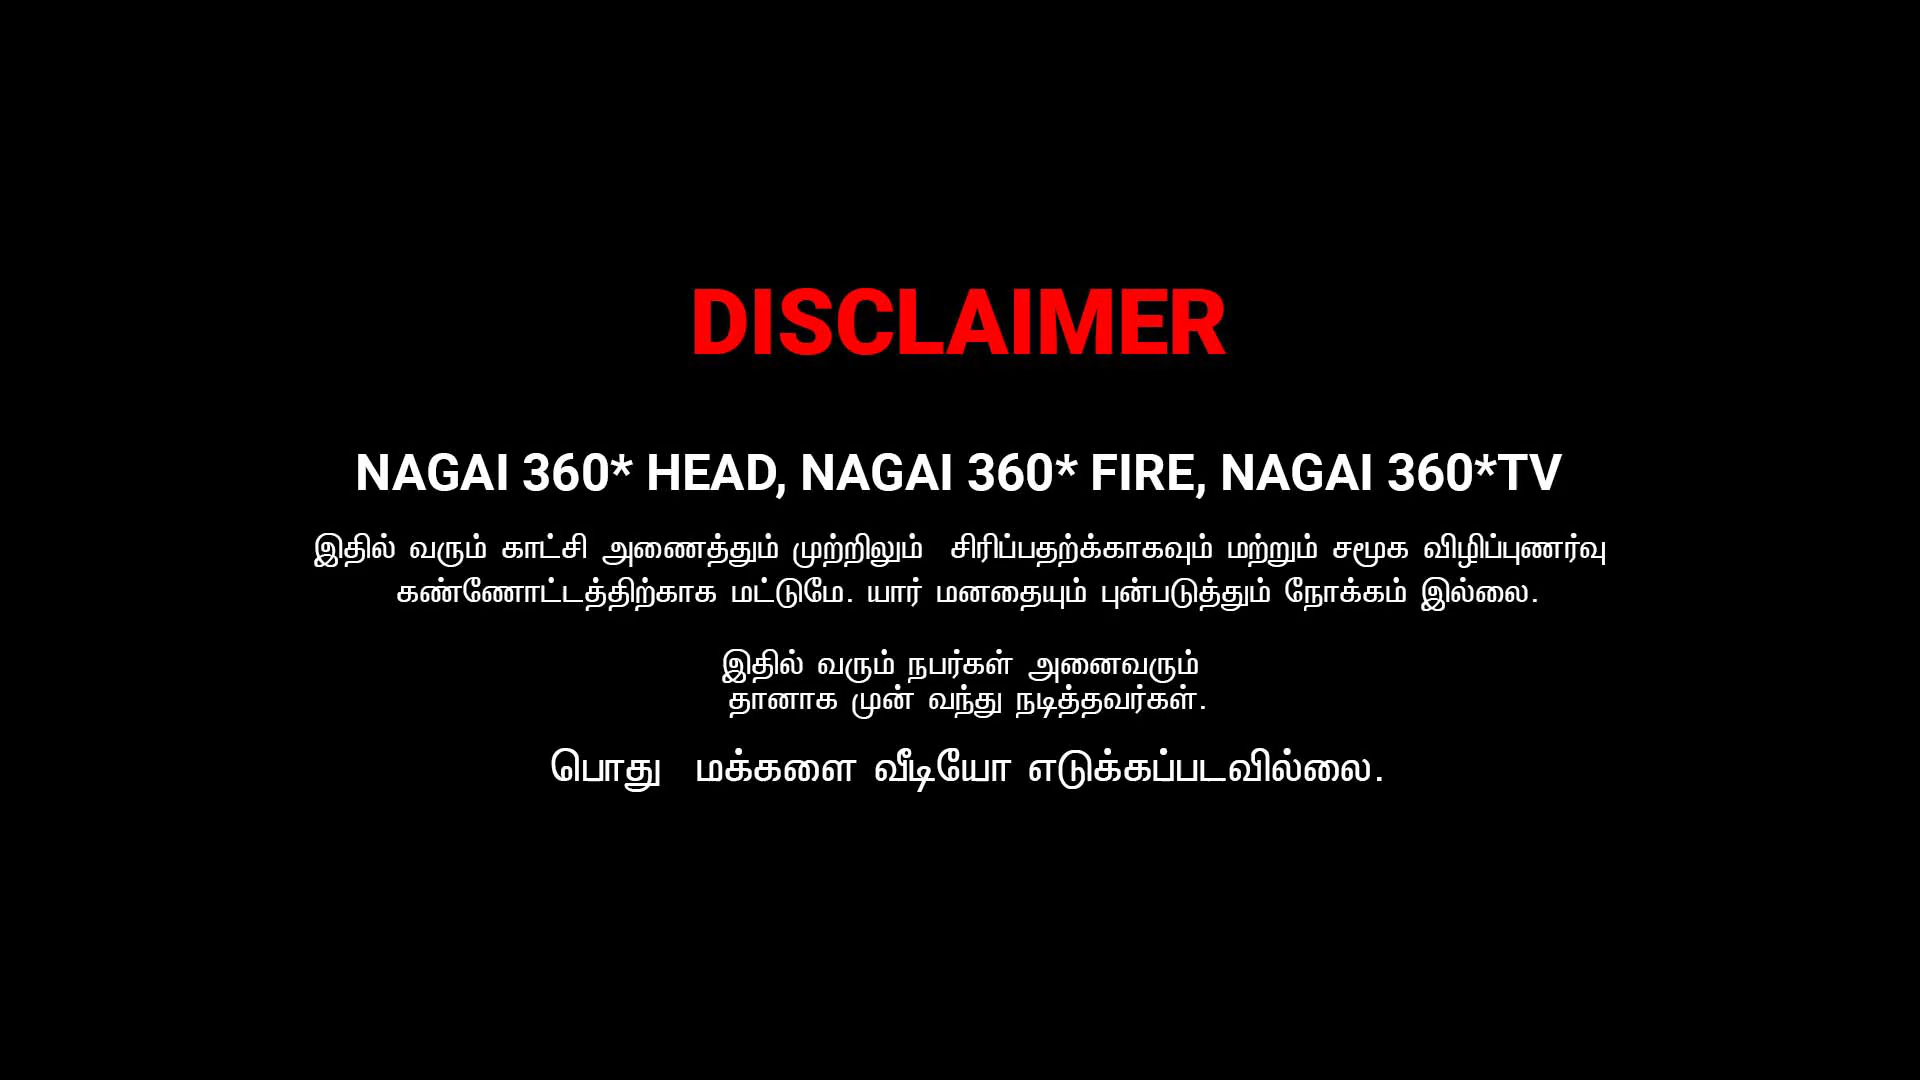 DISCLAIMER
NAGAI 360* HEAD, NAGAI 360* FIRE, NAGAI 360*TV
இதில் வரும் காட்சி அணைத்தும் முற்றிலும் சிரிப்பதற்க்காகவும் மற்றும் சமூக விழிப்புணர்வு
கண்ணோட்டத்திற்காக மட்டுமே. யார் மனதையும் புன்படுத்தும் நோக்கம் இல்லை.
இதில் வரும் நபர்கள் அனைவரும்
தானாக முன் வந்து நடித்தவர்கள்.
பொது மக்களை வீடியோ எடுக்கப்படவில்லை.